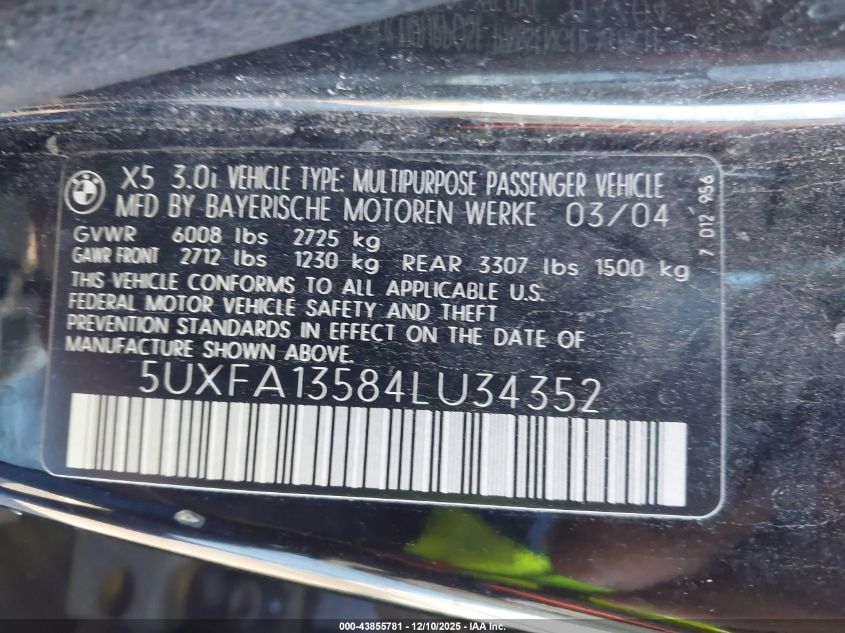 X5 3.0i VEHICLE TYPE: MULTIPURPOSE PASSENGER VEHICLE
MFD BY BAYERISCHE MOTOREN WERKE 03/04
GVWR 6008 lbs 2725 kg
GAWR FRONT 2712 lbs 1230 kg REAR 3307 lbs 1500 kg
THIS VEHICLE CONFORMS TO ALL APPLICABLE U.S.
FEDERAL MOTOR VEHICLE SAFETY AND THEFT
PREVENTION STANDARDS IN EFFECT ON THE DATE OF
MANUFACTURE SHOWN ABOVE.
5UXFA13584LU34352
7 012 956
000-43855781 - 12/10/2025 - IAA Inc.